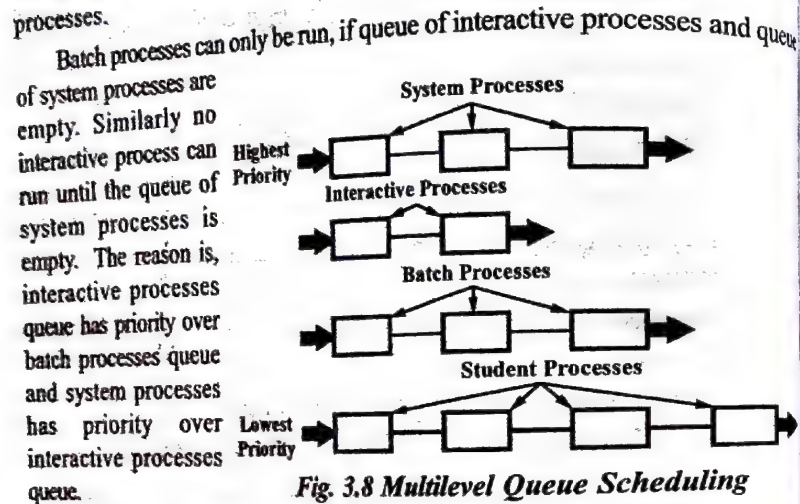 processes.
Batch processes can only be run, if queue of interactive processes and queue
of system processes are
empty. Similarly no
interactive process can
run until the queue of
system processes is
empty. The reason is,
interactive processes
queue has priority over
batch processes queue
and system processes
has priority over
interactive processes
queue.
System Processes
Highest
Priority
Interactive Processes
Batch Processes
Student Processes
Lowest
Priority
Fig. 3.8 Multilevel Queue Scheduling